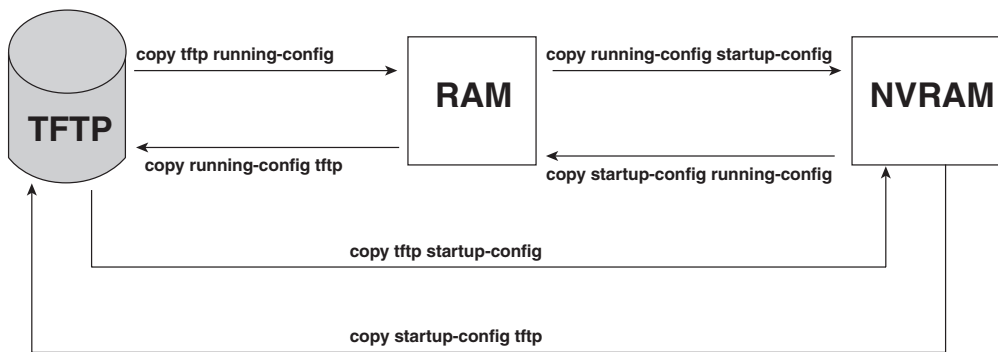 copy tftp running-config
copy running-config startup-config
TFTP
RAM
NVRAM
copy running-config tftp
copy startup-config running-config
copy tftp startup-config
copy startup-config tftp